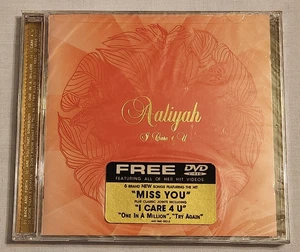 Aaliyah
I Care 4 U
FREE DVD
VIDEO
FEATURING ALL OF HER HIT VIDEOS
6 BRAND NEW SONGS FEATURING THE HIT
"MISS YOU"
PLUS CLASSIC JOINTS INCLUDING
"I CARE 4 U"
"ONE IN A MILLION", "TRY AGAIN"